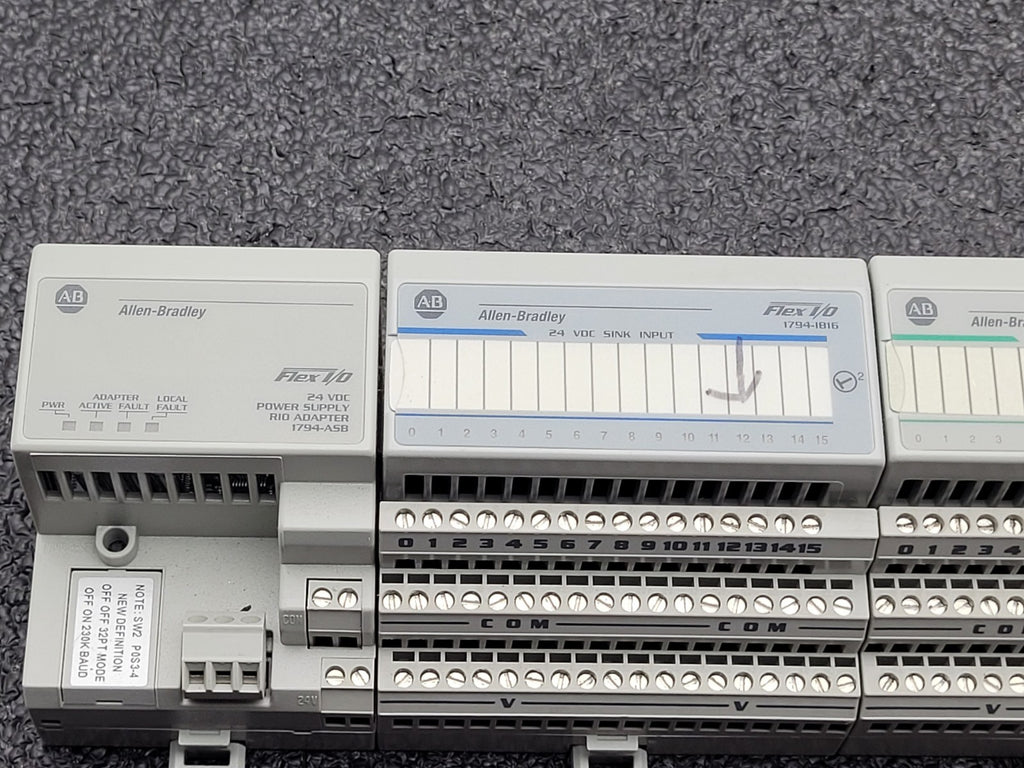 AB
Allen-Bradley
Flex I/O
24 VDC
POWER SUPPLY
RIO ADAPTER
1794-ASB
PWR
ADAPTER
ACTIVE FAULT
LOCAL
FAULT
NOTE: SW2 POS3-4
NEW DEFINITION
OFF OFF 32PT MODE
OFF ON 230K BAUD
COM
24V
AB
Allen-Bradley
Flex I/O
1794-IB16
24 VDC SINK INPUT
2
0 1 2 3 4 5 6 7 8 9 10 11 12 13 14 15
0 1 2 3 4 5 6 7 8 9 10 11 12 13 14 15
COM COM
V V
AB
Allen-Br
0 1 2 3
0 1 2 3 4
CO
V